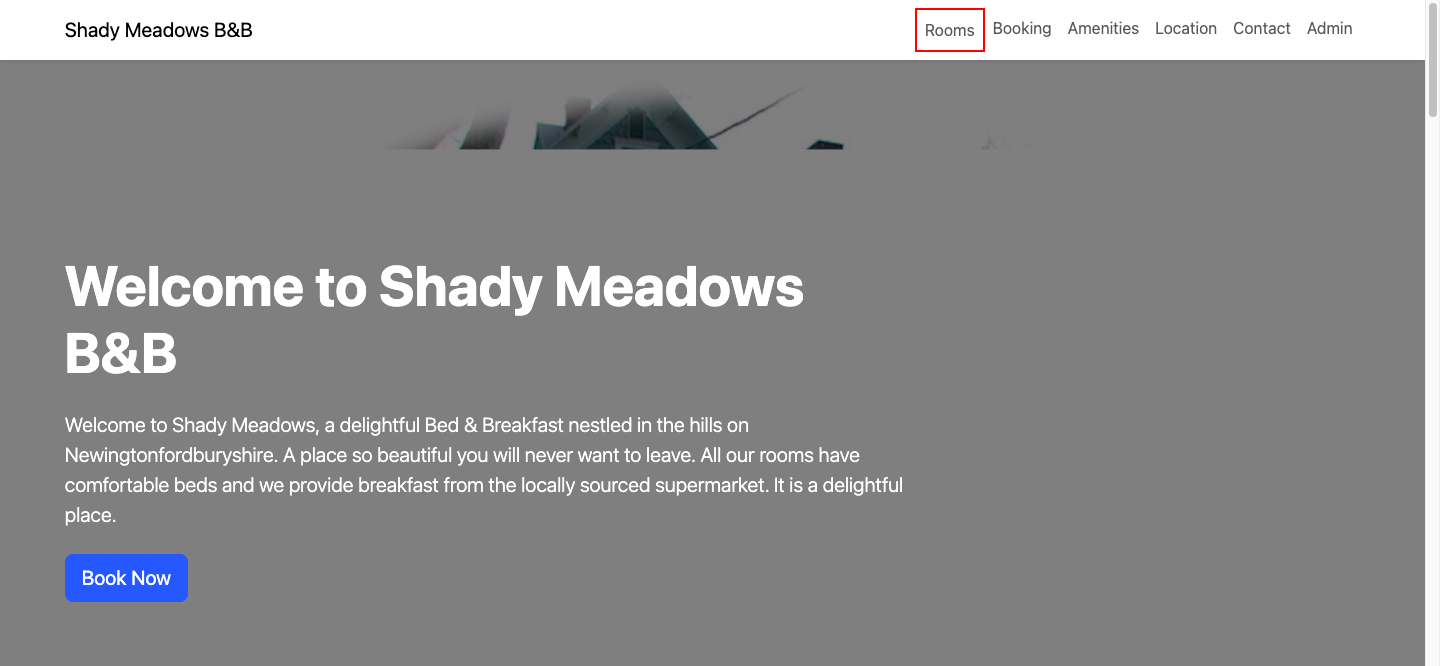 Shady Meadows B&B
Rooms Booking Amenities Location Contact Admin
Welcome to Shady Meadows
B&B
Welcome to Shady Meadows, a delightful Bed & Breakfast nestled in the hills on
Newingtonfordburyshire. A place so beautiful you will never want to leave. All our rooms have
comfortable beds and we provide breakfast from the locally sourced supermarket. It is a delightful
place.
Book Now